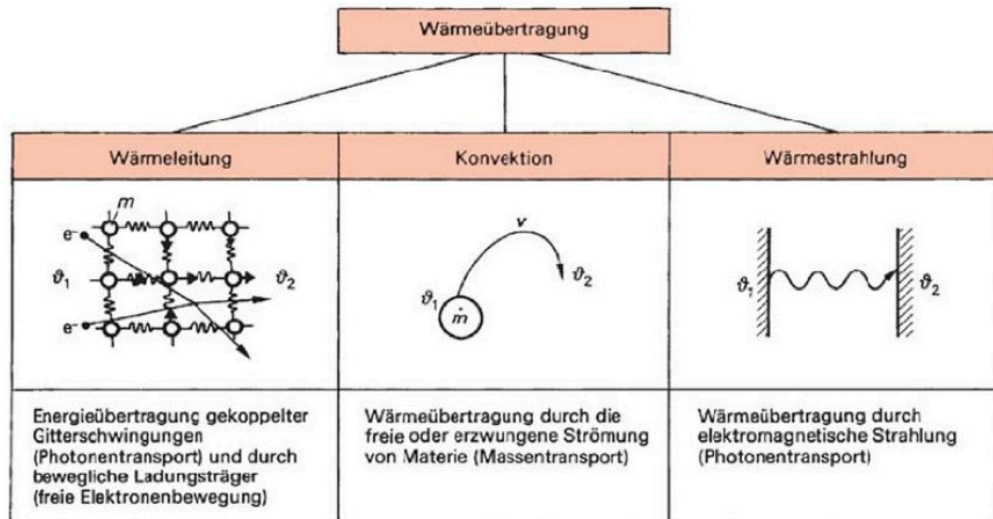 Wärmeübertragung
Wärmeleitung
Konvektion
Wärmestrahlung
m
e⁻
ϑ₁
ϑ₂
e⁻
v
ϑ₁
ṁ
ϑ₂
ϑ₁
ϑ₂
Energieübertragung gekoppelter
Gitterschwingungen
(Photonentransport) und durch
bewegliche Ladungsträger
(freie Elektronenbewegung)
Wärmeübertragung durch die
freie oder erzwungene Strömung
von Materie (Massentransport)
Wärmeübertragung durch
elektromagnetische Strahlung
(Photonentransport)